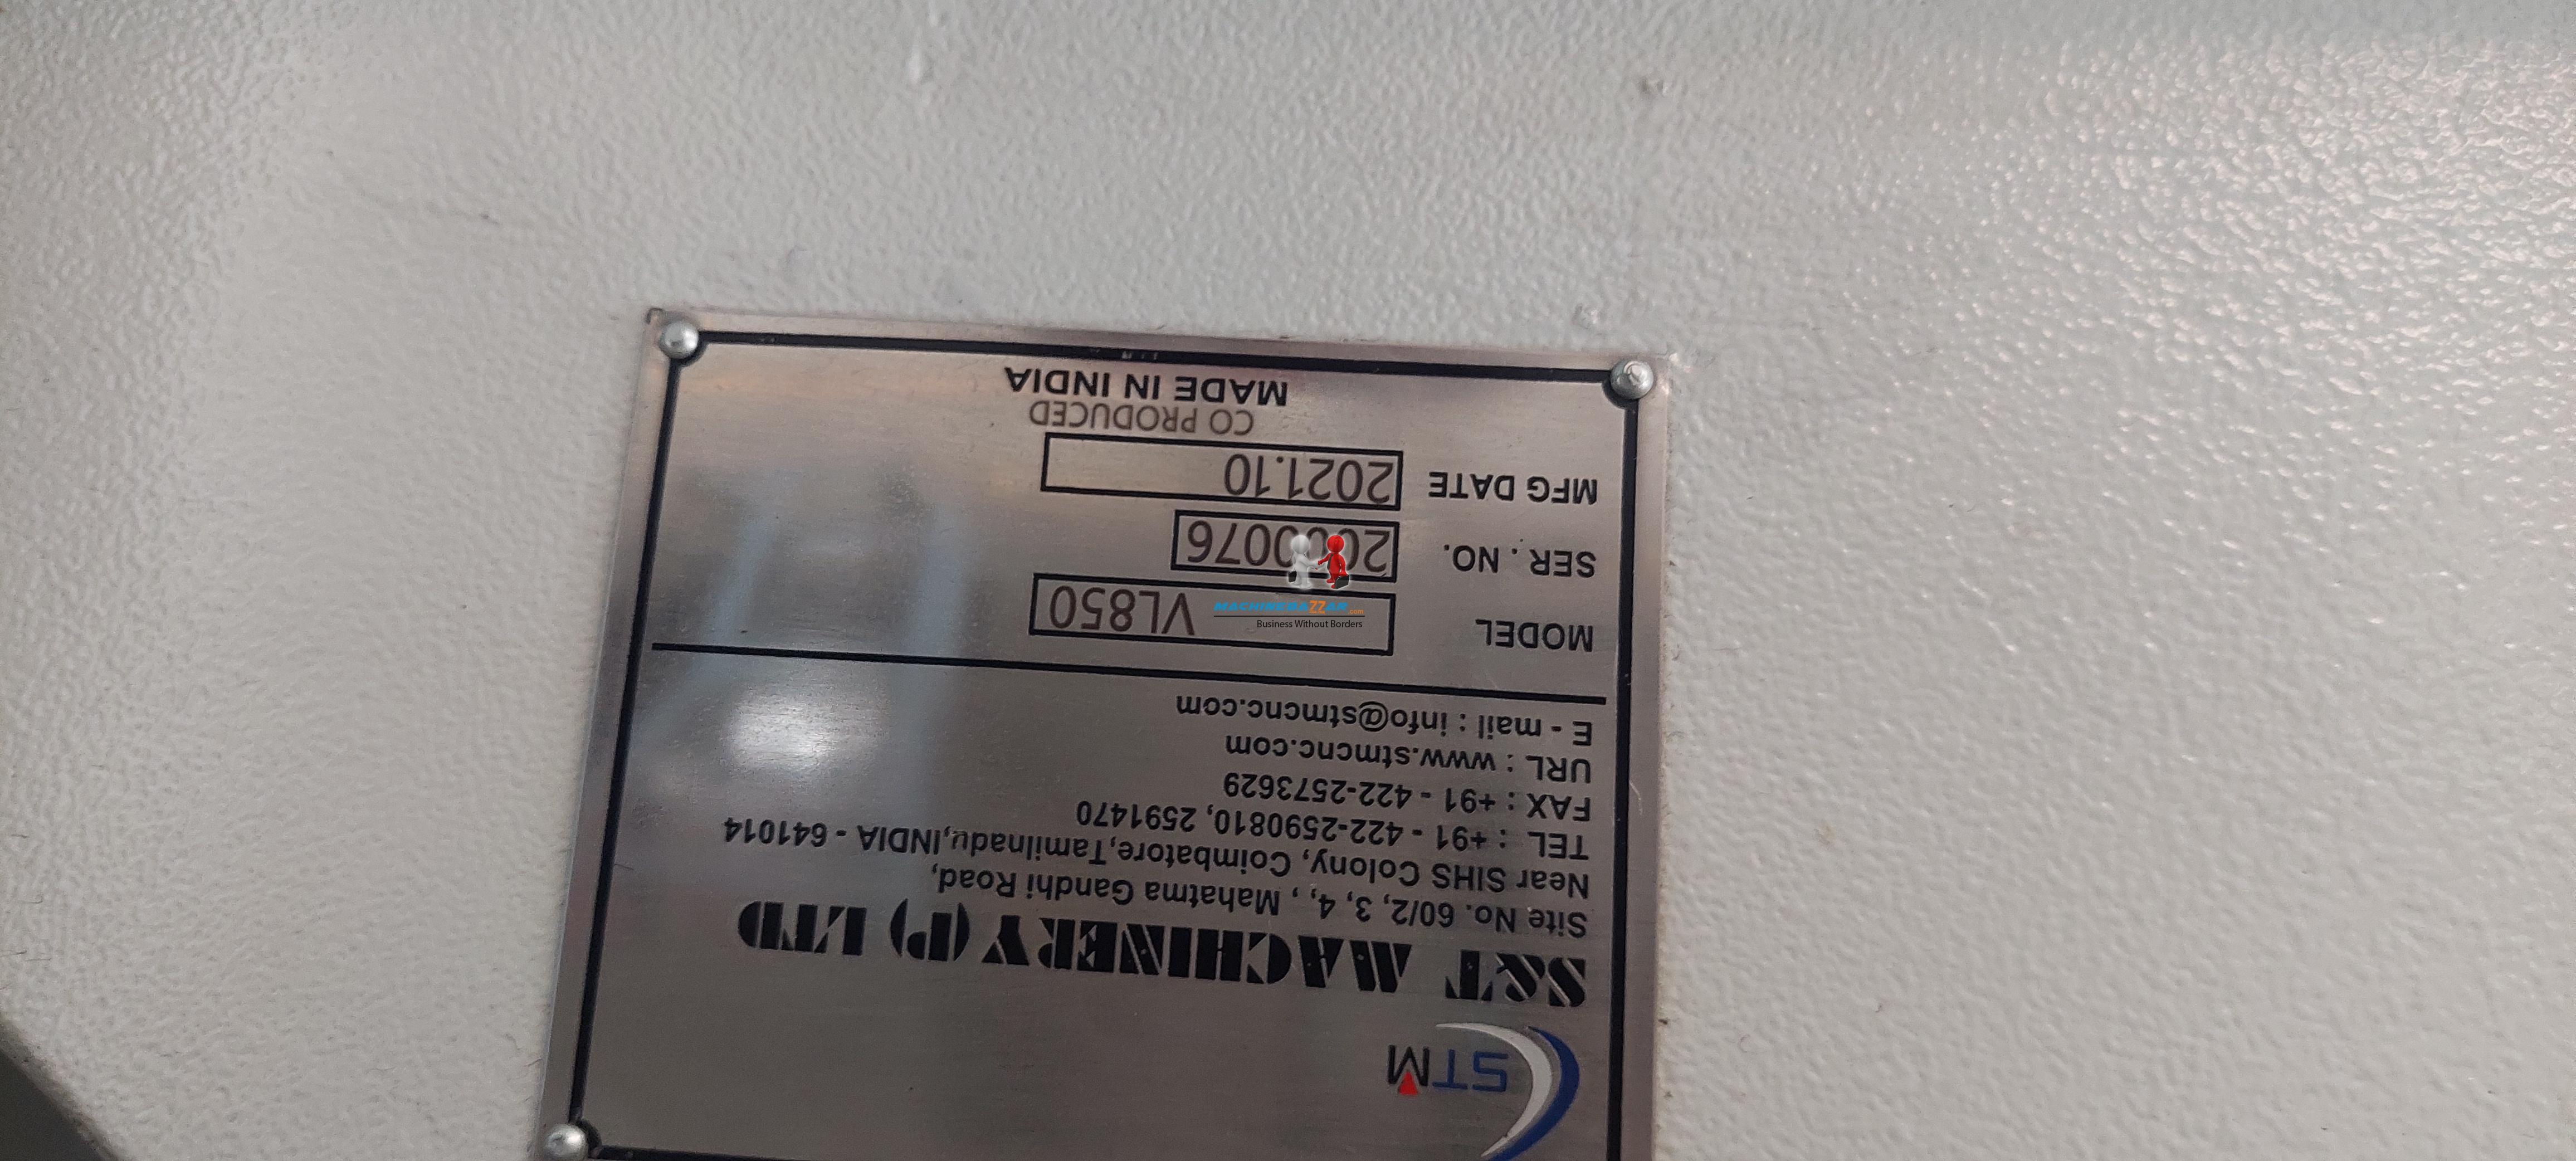 STM
S&T MACHINERY (P) LTD
Site No. 60/2, 3, 4, , Mahatma Gandhi Road,
Near SIHS Colony, Coimbatore,Tamilnadu,INDIA - 641014
TEL : +91 - 422-2590810, 2591470
FAX : +91 - 422-2573629
URL : www.stmcnc.com
E - mail : info@stmcnc.com
MODEL VL850
SER . NO.
MFG DATE 2021.10
CO PRODUCED
MADE IN INDIA
MACHINEBAZZAR.com
Business Without Borders